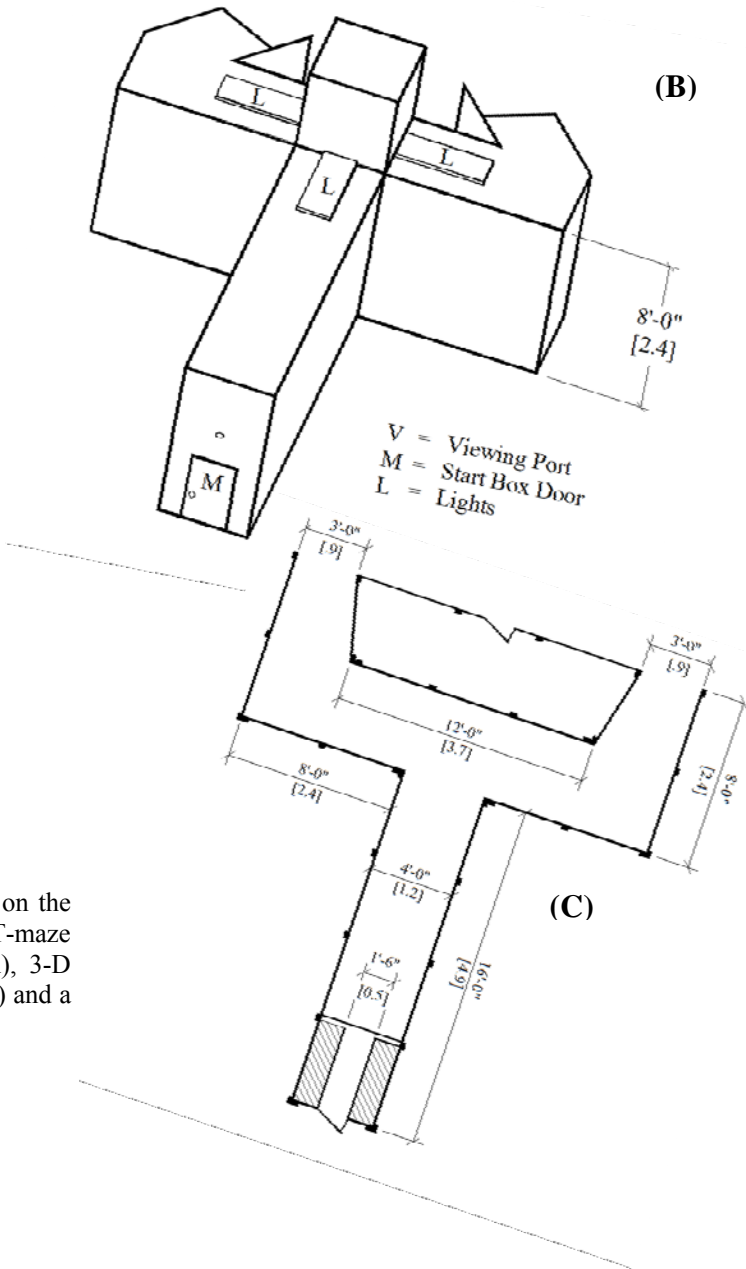 (B)
L
L
L
8'-0"
[2.4]
M
V = Viewing Port
M = Start Box Door
L = Lights
3'-0"
[.9]
3'-0"
[.9]
12'-0"
[3.7]
8'-0"
[2.4]
8'-0"
[2.4]
4'-0"
[1.2]
(C)
1'-6"
[0.5]
16'-0"
[4.9]
on the
T-maze
), 3-D
) and a